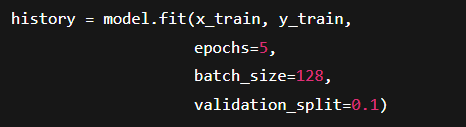 history = model.fit(x_train, y_train,
                    epochs=5,
                    batch_size=128,
                    validation_split=0.1)